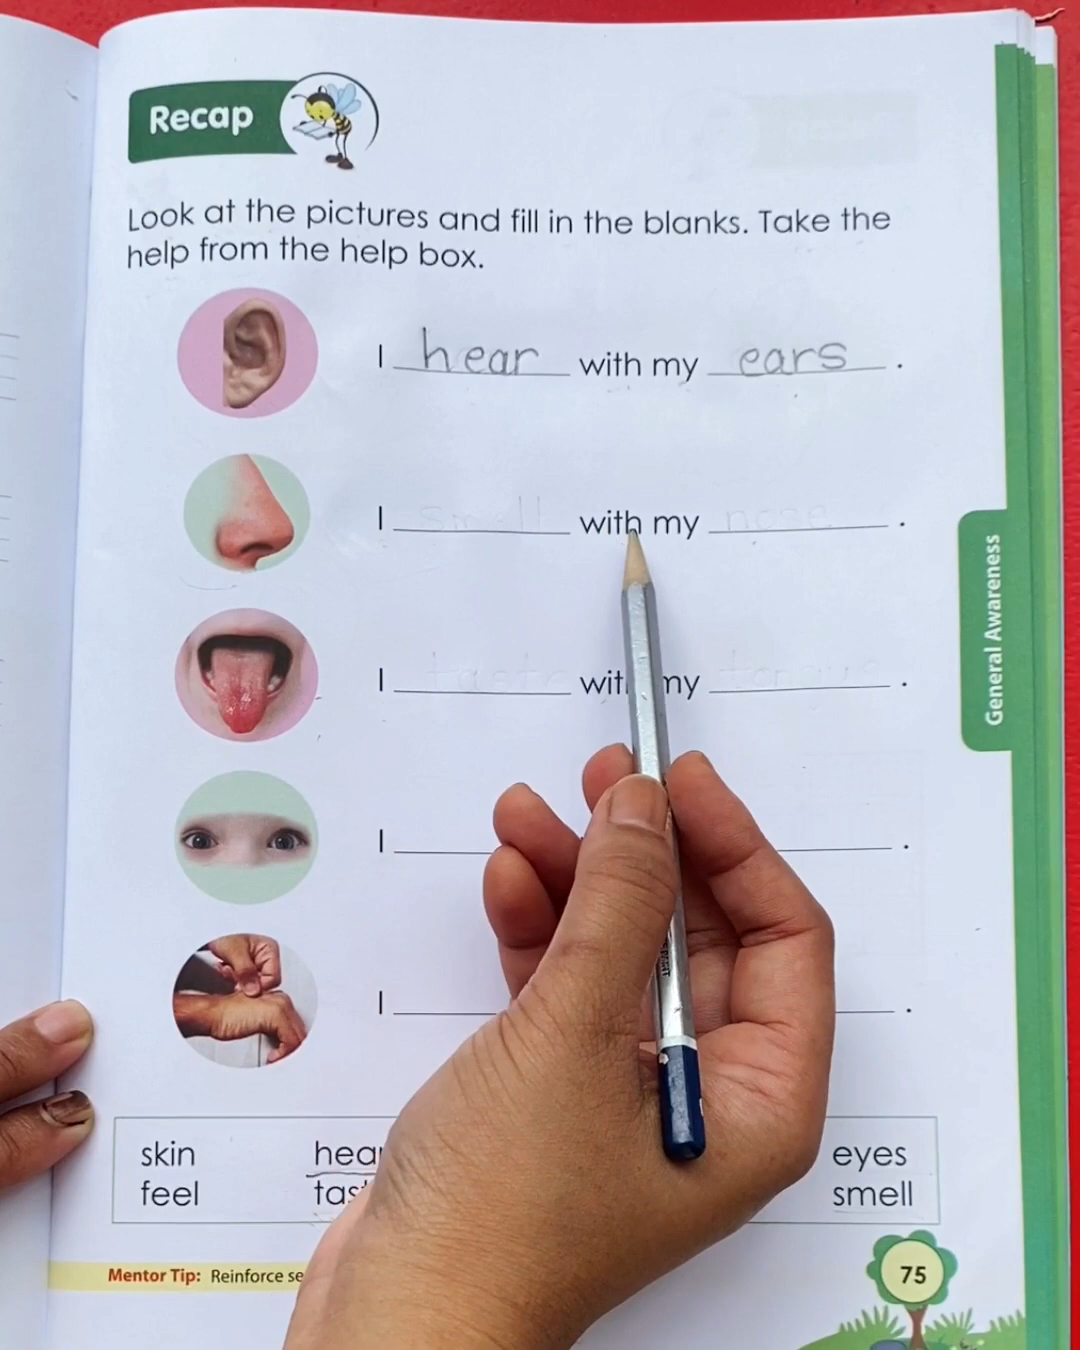 Recap
Look at the pictures and fill in the blanks. Take the
help from the help box.
I hear with my ears .
I smell with my nose .
I taste with my tongue .
I .
I .
skin eyes
feel smell
Mentor Tip: Reinforce
75
General Awareness